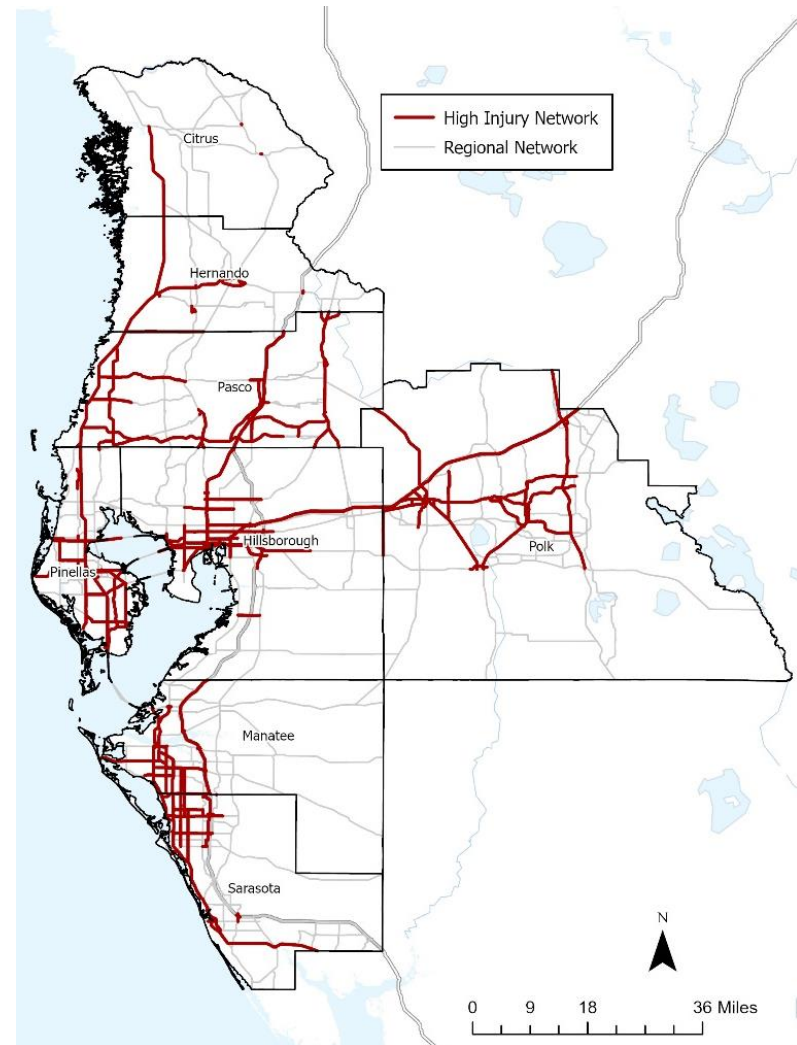 High Injury Network
Regional Network
Citrus
Hernando
Pasco
Hillsborough
Pinellas
Polk
Manatee
Sarasota
N
0 9 18 36 Miles